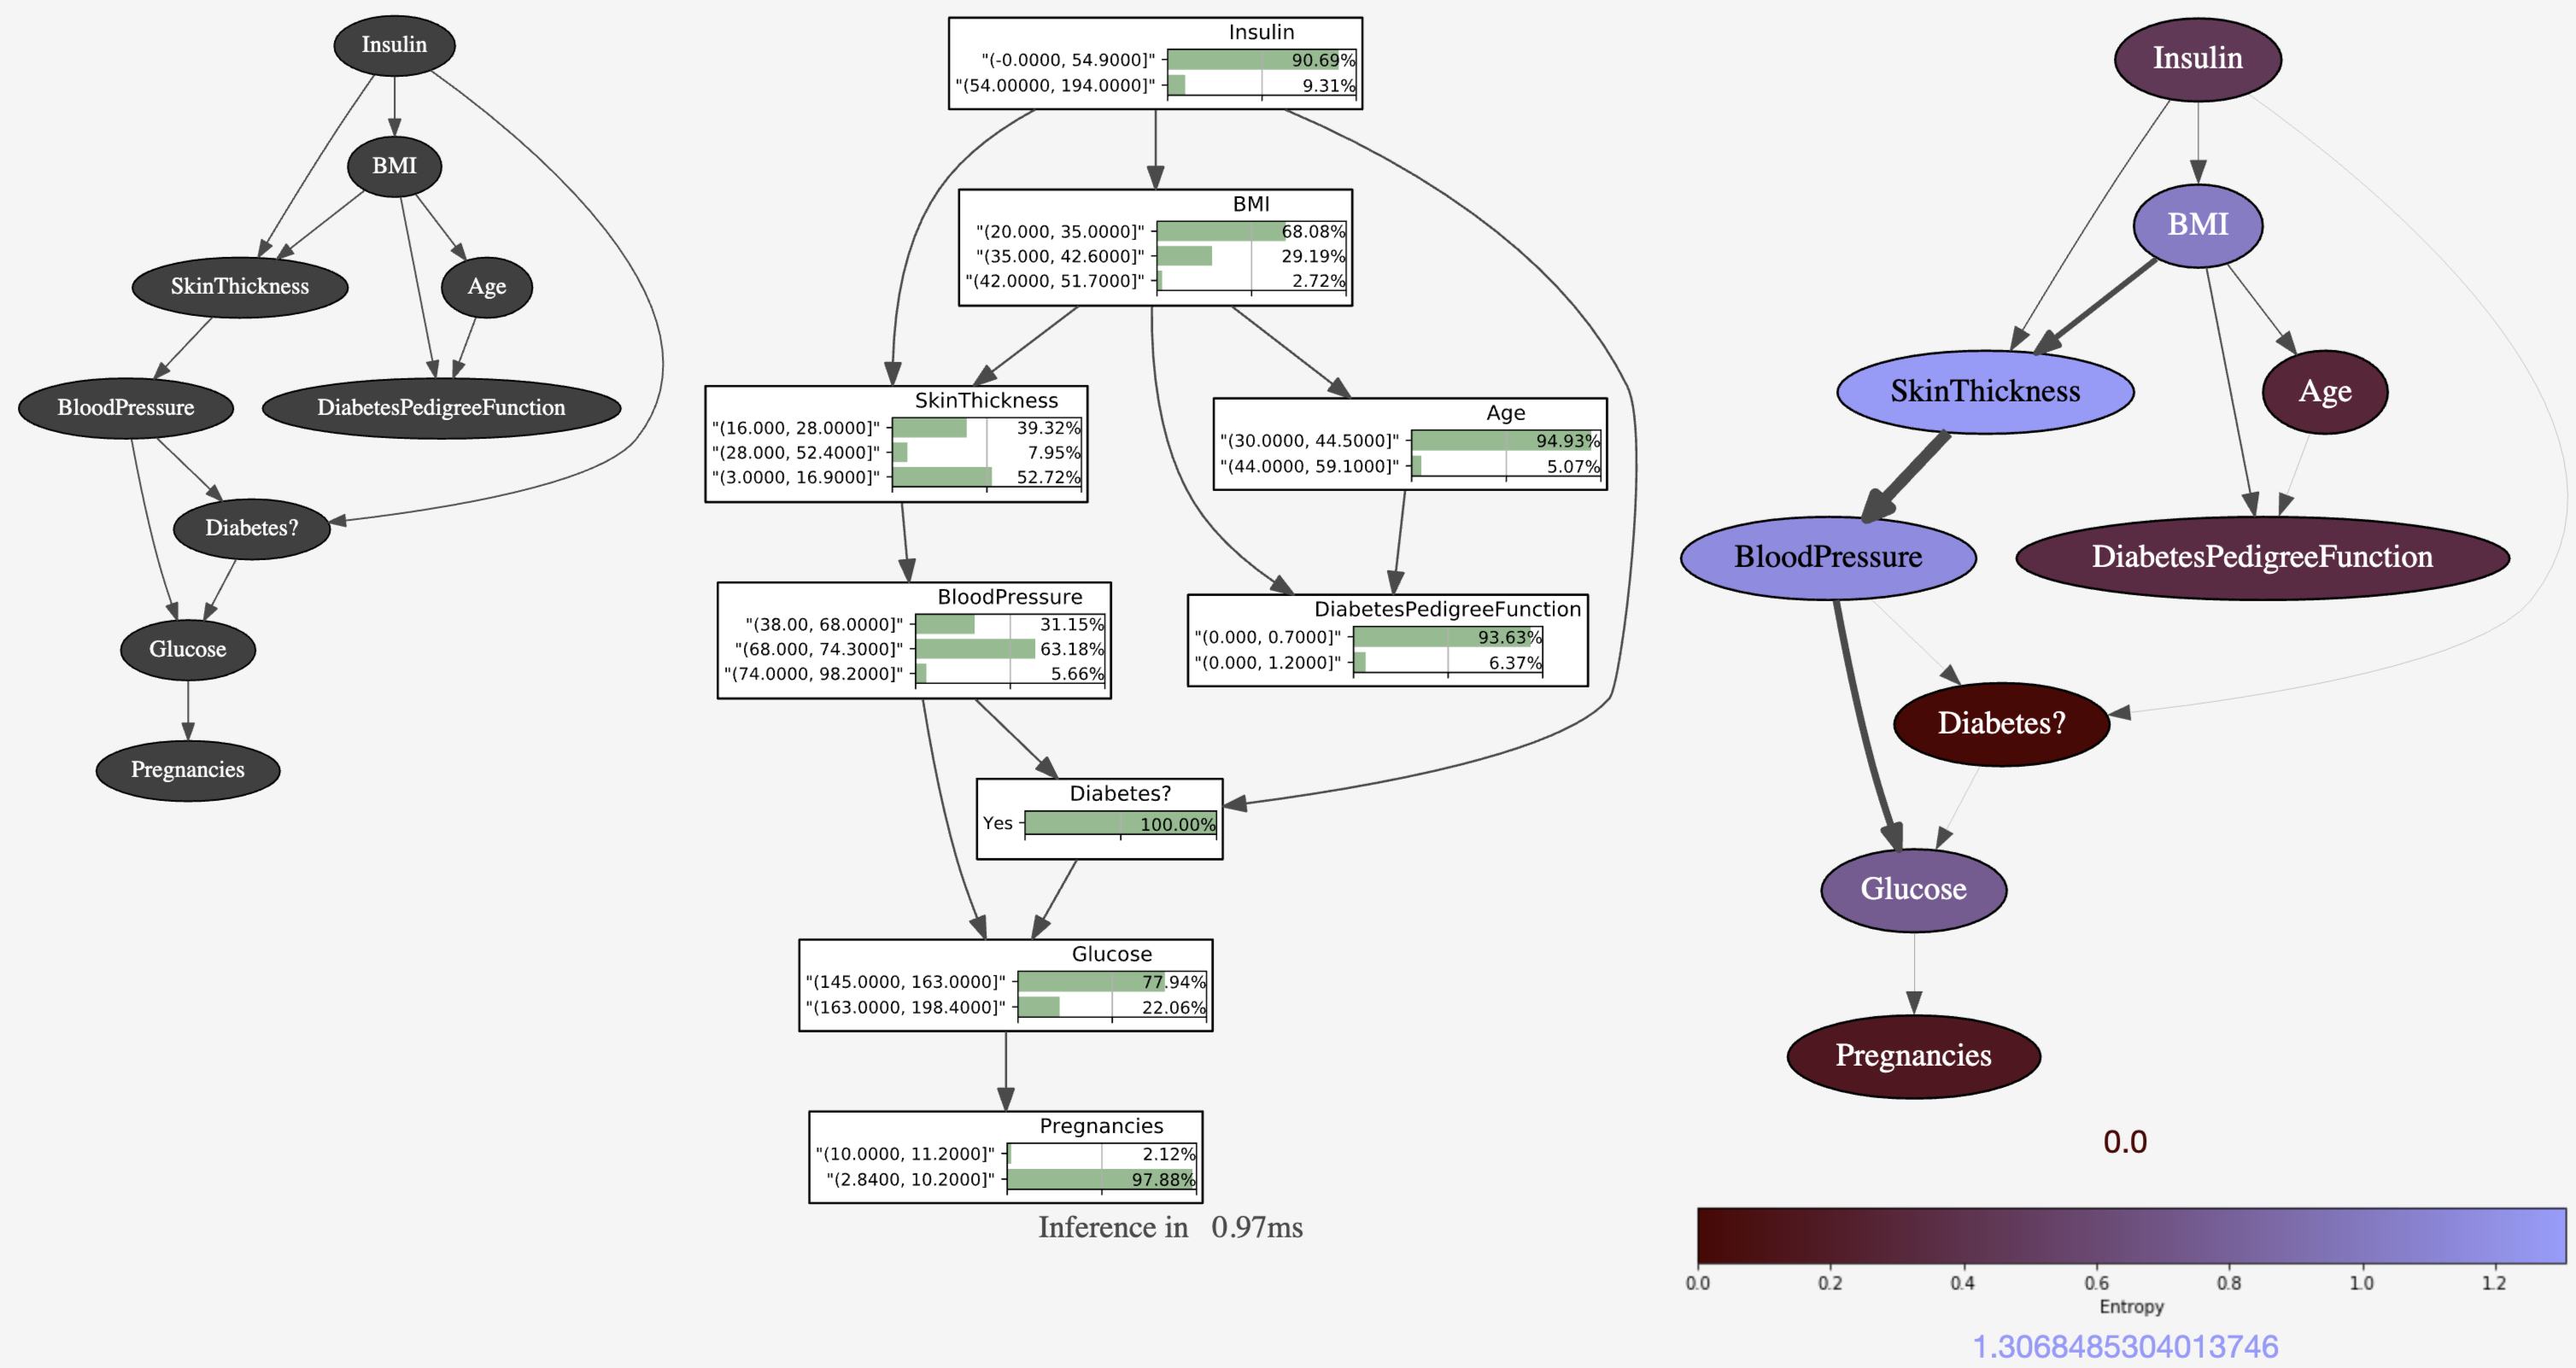 Insulin
BMI
SkinThickness
Age
BloodPressure
DiabetesPedigreeFunction
Diabetes?
Glucose
Pregnancies
Insulin
"(-0.0000, 54.9000]" 90.69%
"(54.00000, 194.0000]" 9.31%
BMI
"(20.000, 35.0000]" 68.08%
"(35.000, 42.6000]" 29.19%
"(42.0000, 51.7000]" 2.72%
SkinThickness
"(16.000, 28.0000]" 39.32%
"(28.000, 52.4000]" 7.95%
"(3.0000, 16.9000]" 52.72%
Age
"(30.0000, 44.5000]" 94.93%
"(44.0000, 59.1000]" 5.07%
BloodPressure
"(38.00, 68.0000]" 31.15%
"(68.000, 74.3000]" 63.18%
"(74.0000, 98.2000]" 5.66%
DiabetesPedigreeFunction
"(0.000, 0.7000]" 93.63%
"(0.000, 1.2000]" 6.37%
Diabetes?
Yes 100.00%
Glucose
"(145.0000, 163.0000]" 77.94%
"(163.0000, 198.4000]" 22.06%
Pregnancies
"(10.0000, 11.2000]" 2.12%
"(2.8400, 10.2000]" 97.88%
Inference in 0.97ms
Insulin
BMI
SkinThickness
Age
BloodPressure
DiabetesPedigreeFunction
Diabetes?
Glucose
Pregnancies
0.0
0.0 0.2 0.4 0.6 0.8 1.0 1.2
Entropy
1.3068485304013746